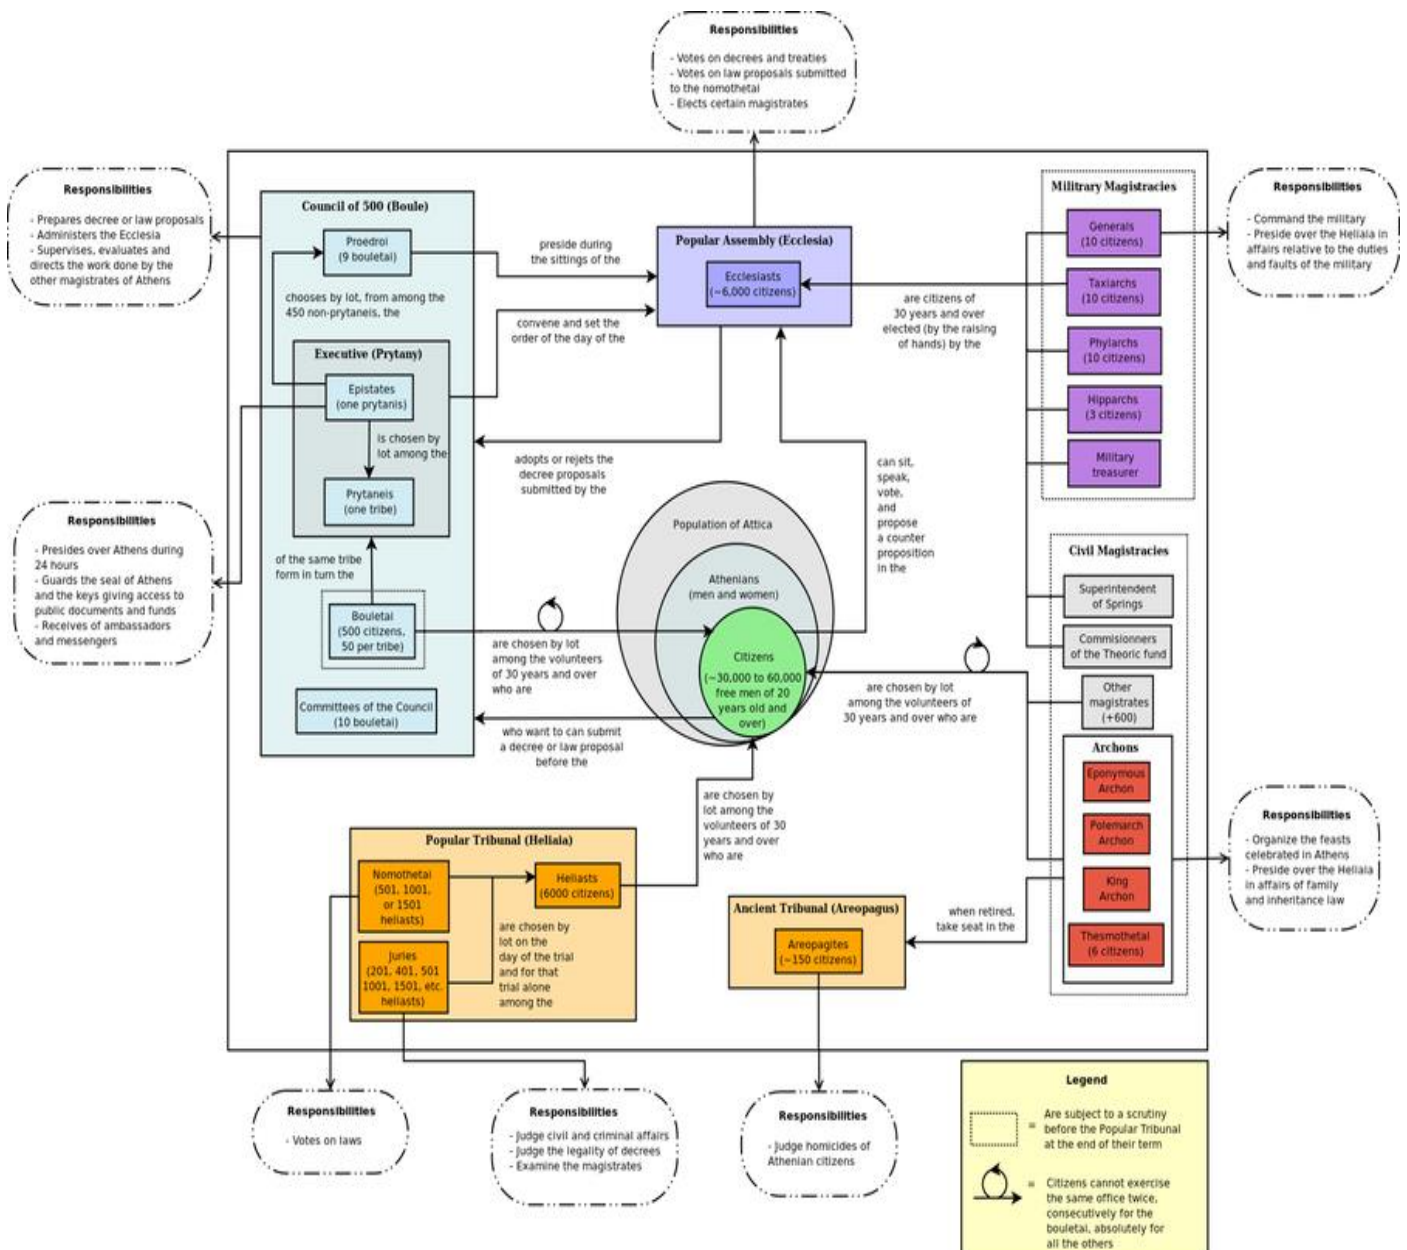 Responsibilities
- Votes on decrees and treaties
- Votes on law proposals submitted
to the nomothetal
- Elects certain magistrates
Responsibilities
- Prepares decree or law proposals
- Administers the Ecclesia
- Supervises, evaluates and
directs the work done by the
other magistrates of Athens
Council of 500 (Boule)
Proedroi
(9 bouletai)
chooses by lot, from among the
450 non-prytaneis, the
Executive (Prytany)
Epistates
(one prytanis)
is chosen by
lot among the
Prytaneis
(one tribe)
of the same tribe
form in turn the
Bouletai
(500 citizens,
50 per tribe)
Committees of the Council
(10 bouletai)
preside during
the sittings of the
convene and set the
order of the day of the
Popular Assembly (Ecclesia)
Ecclesiasts
(~6,000 citizens)
are citizens of
30 years and over
elected (by the raising
of hands) by the
Military Magistracies
Generals
(10 citizens)
Taxiarchs
(10 citizens)
Phylarchs
(10 citizens)
Hipparchs
(3 citizens)
Military
treasurer
Responsibilities
- Command the military
- Preside over the Heliaia in
affairs relative to the duties
and faults of the military
adopts or rejets the
decree proposals
submitted by the
can sit,
speak,
vote,
and
propose
a counter
proposition
in the
Responsibilities
- Presides over Athens during
24 hours
- Guards the seal of Athens
and the keys giving access to
public documents and funds
- Receives of ambassadors
and messengers
Population of Attica
Athenians
(men and women)
Citizens
(~30,000 to 60,000
free men of 20
years old and
over)
are chosen by lot
among the volunteers
of 30 years and over
who are
who want to can submit
a decree or law proposal
before the
are chosen by lot
among the volunteers of
30 years and over who are
Civil Magistracies
Superintendent
of Springs
Commisionners
of the Theoric fund
Other
magistrates
(+600)
Archons
Eponymous
Archon
Polemarch
Archon
King
Archon
Thesmothetai
(6 citizens)
Responsibilities
- Organize the feasts
celebrated in Athens
- Preside over the Heliaia
in affairs of family
and inheritance law
are chosen by
lot among the
volunteers of 30
years and over
who are
Popular Tribunal (Heliaia)
Nomothetai
(501, 1001,
or 1501
heliasts)
Heliasts
(6000 citizens)
Juries
(201, 401, 501
1001, 1501, etc.
heliasts)
are chosen by
lot on the
day of the trial
and for that
trial alone
among the
Ancient Tribunal (Areopagus)
Areopagites
(~150 citizens)
when retired,
take seat in the
Responsibilities
- Votes on laws
Responsibilities
- Judge civil and criminal affairs
- Judge the legality of decrees
- Examine the magistrates
Responsibilities
- Judge homicides of
Athenian citizens
Legend
= Are subject to a scrutiny
before the Popular Tribunal
at the end of their term
= Citizens cannot exercise
the same office twice,
consecutively for the
bouletai, absolutely for
all the others